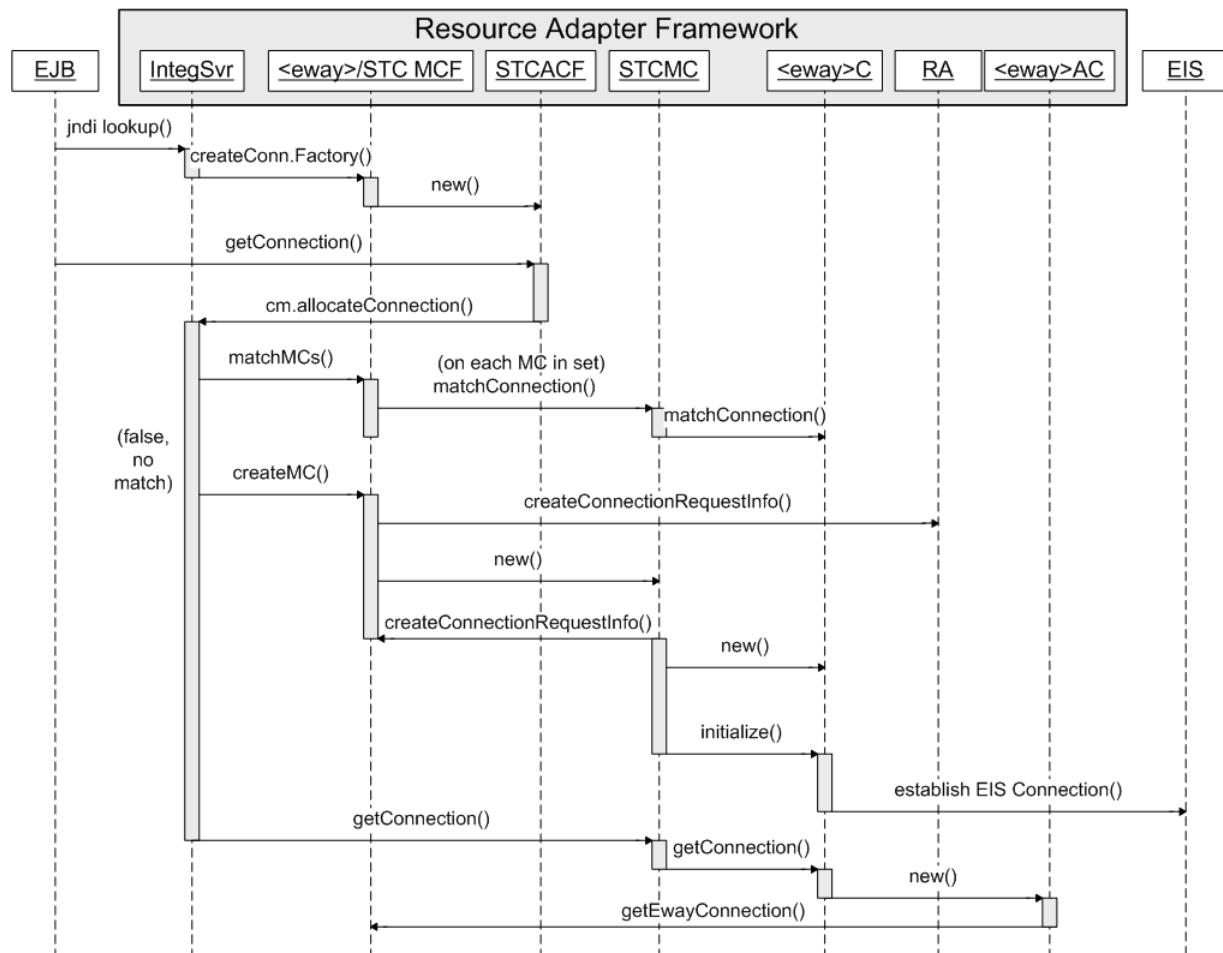 Resource Adapter Framework
EJB
IntegSvr
<eway>/STC MCF
STCACF
STCMC
<eway>C
RA
<eway>AC
EIS
jndi lookup()
createConn.Factory()
new()
getConnection()
cm.allocateConnection()
matchMCs()
(on each MC in set)
matchConnection()
matchConnection()
(false,
no
match)
createMC()
createConnectionRequestInfo()
new()
createConnectionRequestInfo()
new()
initialize()
establish EIS Connection()
getConnection()
getConnection()
new()
getEwayConnection()